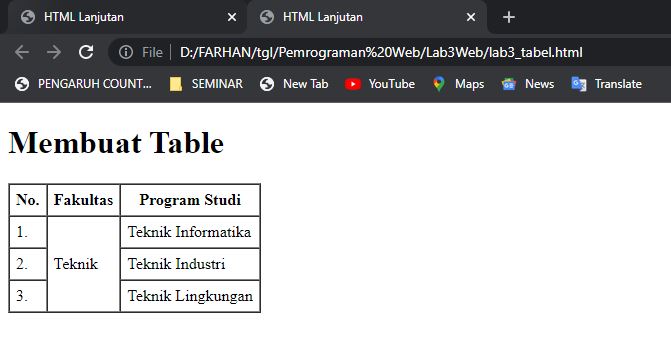 HTML Lanjutan
HTML Lanjutan
File D:/FARHAN/tgl/Pemrograman%20Web/Lab3Web/lab3_tabel.html
PENGARUH COUNT... SEMINAR New Tab YouTube Maps News Translate
Membuat Table
No. Fakultas Program Studi
1. Teknik Informatika
2. Teknik Teknik Industri
3. Teknik Lingkungan